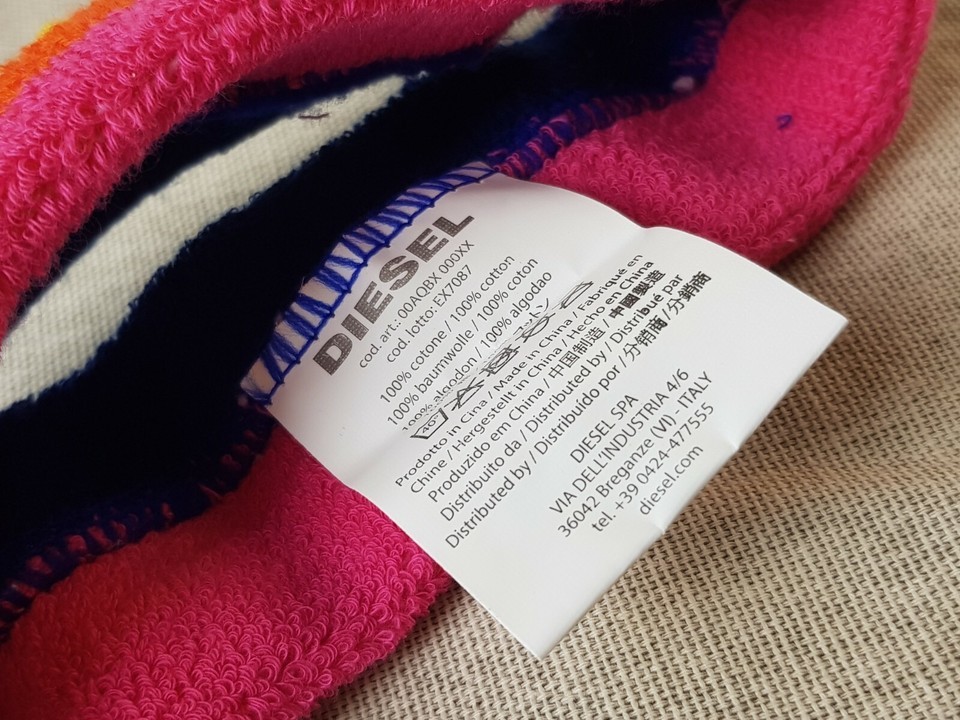 DIESEL
cod. art.: 00AQBX 000XX
cod. lotto: EX7087
100% cotone / 100% cotton
100% baumwolle / 100% coton
100% algodon / 100% algodao
40°
Prodotto in Cina / Made in China / Fabriqué en
Chine / Hergestellt in China / Hecho en China
Produzido em China / 中国制造 / 中國製造
Distribuito da / Distributed by / Distribué par
Distributed by / Distribuído por / 分销商 / 分銷商
DIESEL SPA
VIA DELL'INDUSTRIA 4/6
36042 Breganze (VI) - ITALY
tel. +39 0424-477555
diesel.com